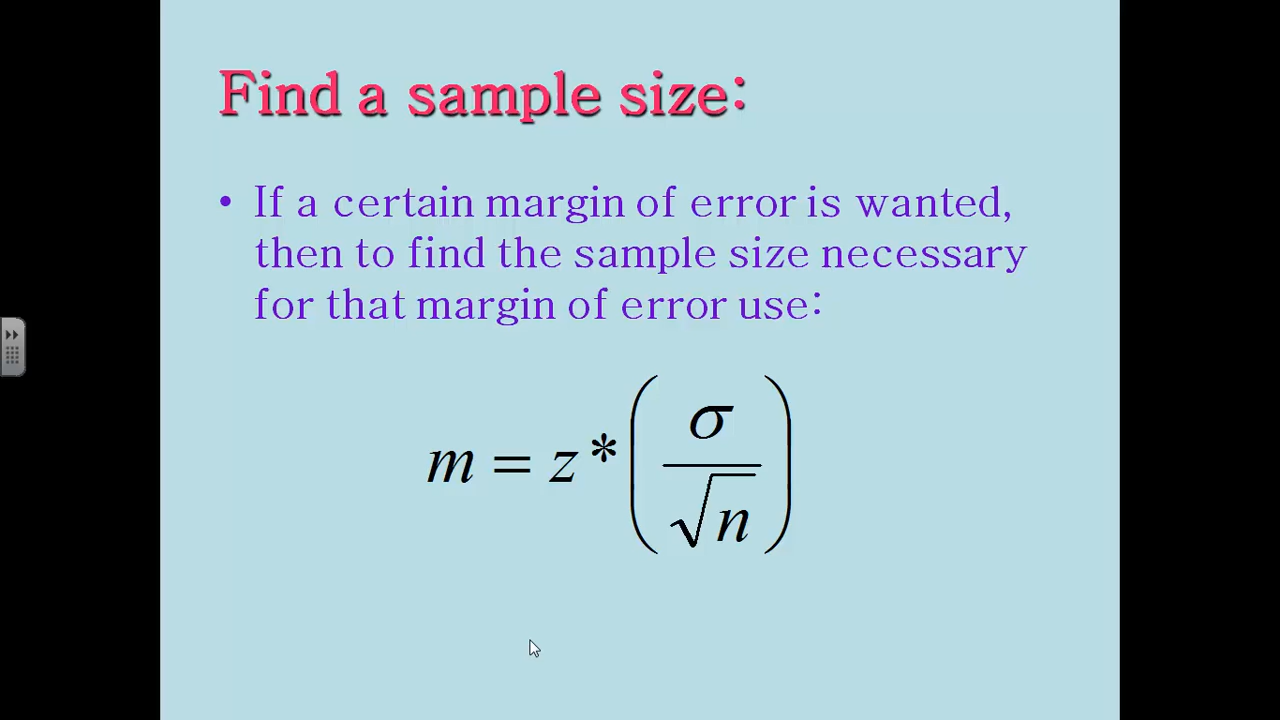 Find a sample size:
• If a certain margin of error is wanted,
then to find the sample size necessary
for that margin of error use:
m = z * ( σ / √n )